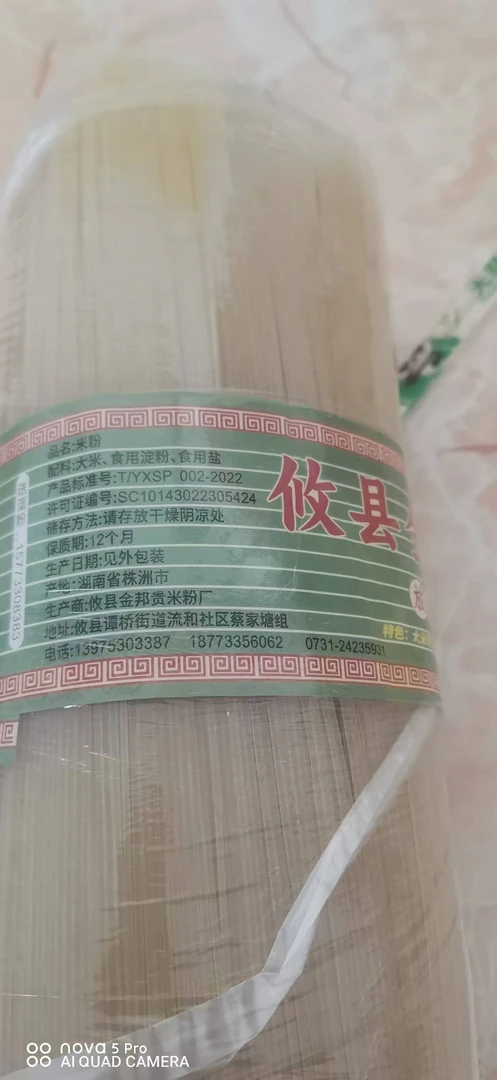 品名:米粉
配料:大米、食用淀粉、食用盐
产品标准号:T/YXSP 002-2022
许可证编号:SC10143022305424
储存方法:请存放干燥阴凉处
保质期:12个月
生产日期:见外包装
产地:湖南省株洲市
生产商:攸县金邦贵米粉厂
地址:攸县谭桥街道流和社区蔡家塘组
电话:13975303387 18773356062 0731-24235931
15773308383
攸县
特色:大
nova 5 Pro
AI QUAD CAMERA